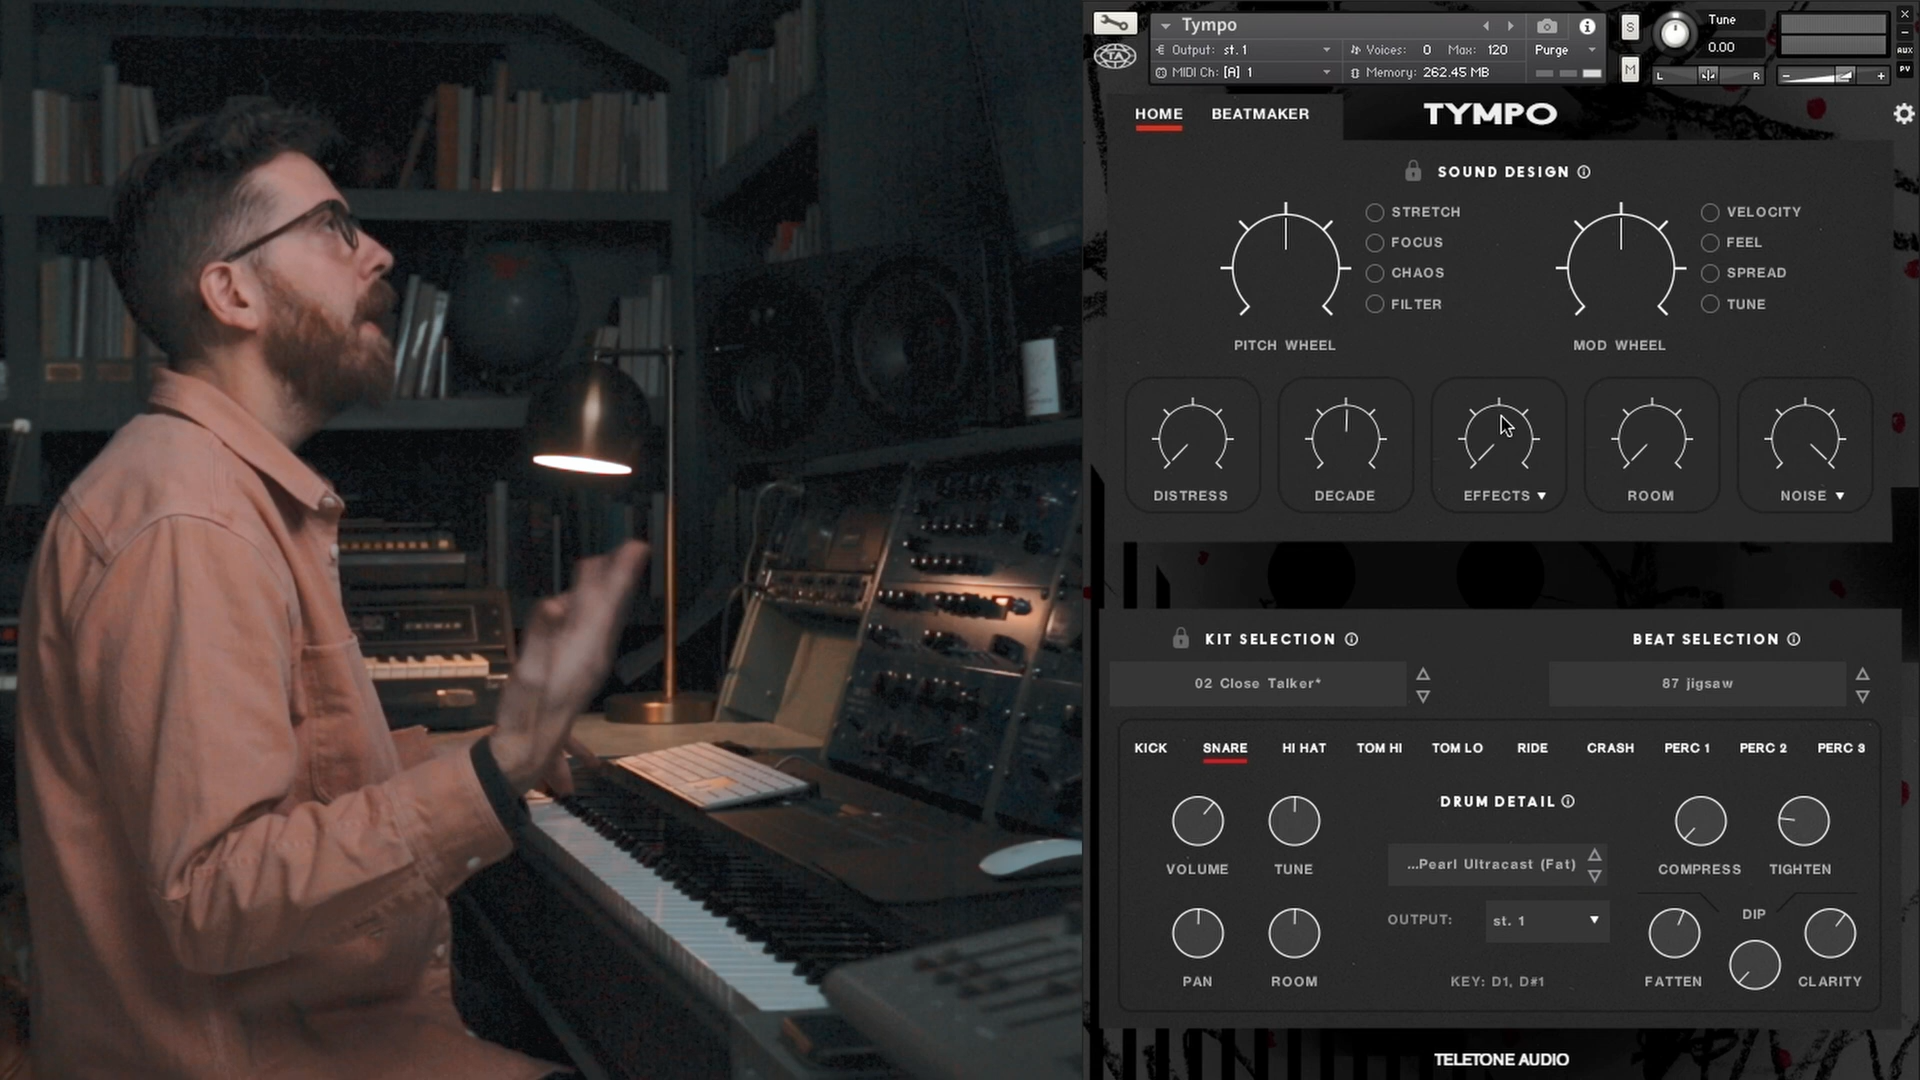 Tympo
S
Tune
AUX
Output: st. 1
Voices: 0 Max: 120
Purge
0.00
TA
MIDI Ch: [A] 1
Memory: 262.45 MB
M
L
R
PV
HOME
BEATMAKER
TYMPO
SOUND DESIGN
STRETCH
VELOCITY
FOCUS
FEEL
CHAOS
SPREAD
FILTER
TUNE
PITCH WHEEL
MOD WHEEL
DISTRESS
DECADE
EFFECTS
ROOM
NOISE
KIT SELECTION
BEAT SELECTION
02 Close Talker*
87 jigsaw
KICK
SNARE
HI HAT
TOM HI
TOM LO
RIDE
CRASH
PERC 1
PERC 2
PERC 3
DRUM DETAIL
VOLUME
TUNE
...Pearl Ultracast (Fat)
COMPRESS
TIGHTEN
OUTPUT:
st. 1
DIP
PAN
ROOM
KEY: D1, D#1
FATTEN
CLARITY
TELETONE AUDIO